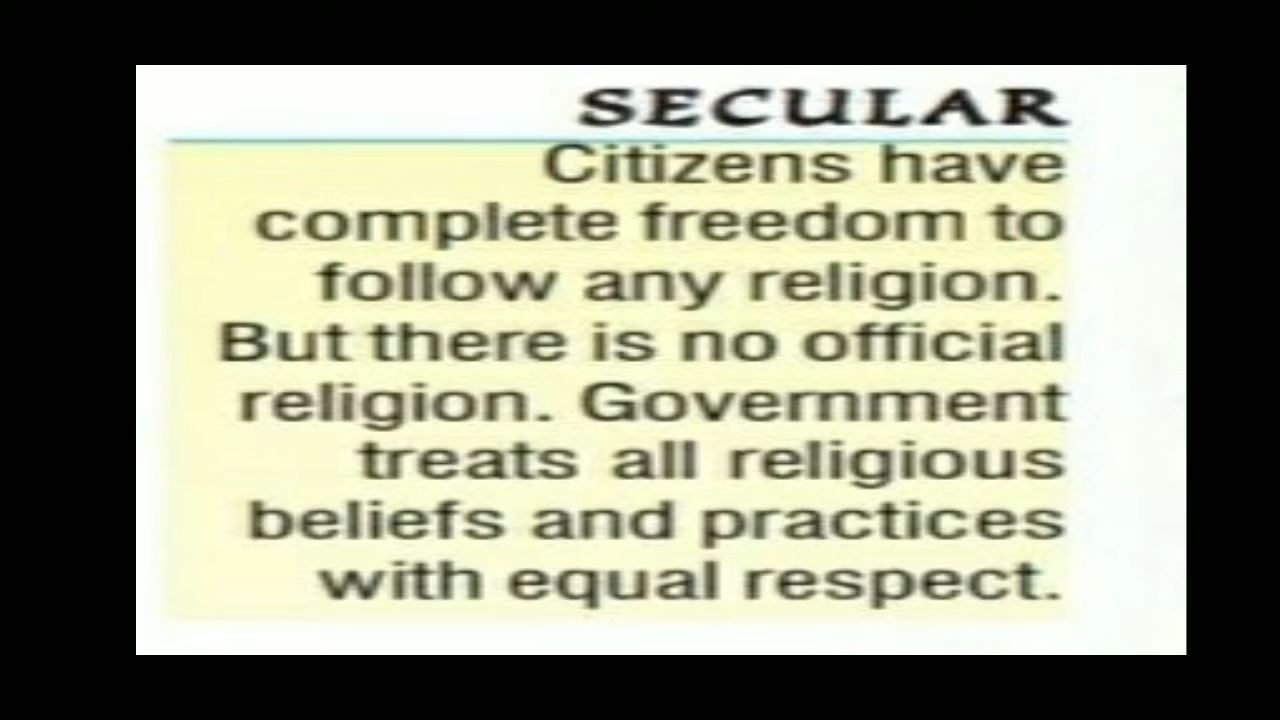 SECULAR
Citizens have
complete freedom to
follow any religion.
But there is no official
religion. Government
treats all religious
beliefs and practices
with equal respect.